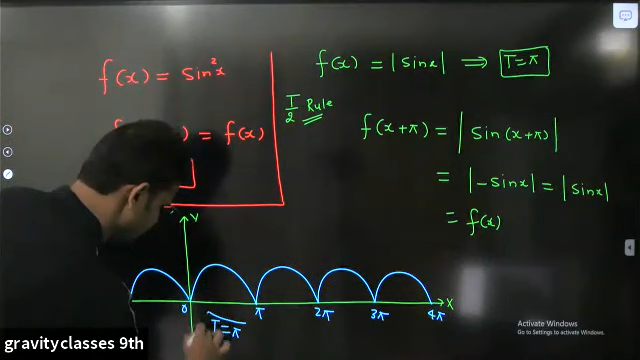 f(x) = sin²x
T/2 Rule
) = f(x)
f(x) = |sinx| ⟹ T=π
f(x+π) = |sin(x+π)|
= |-sinx| = |sinx|
= f(x)
Y
0 π 2π 3π 4π X
T=π
Activate Windows
Go to Settings to activate Windows.
gravityclasses 9th